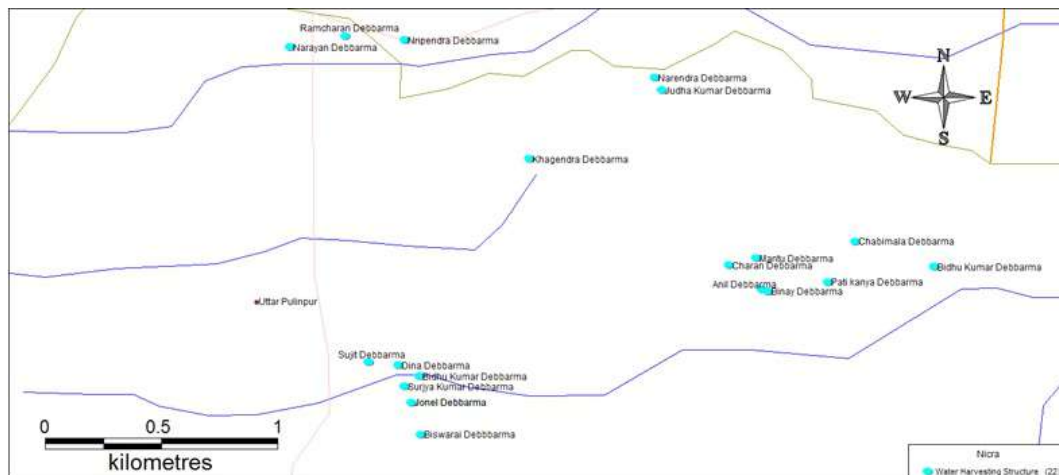 Ramcharan Debbarma
Nripendra Debbarma
Narayan Debbarma
N
W E
S
Narendra Debbarma
Judha Kumar Debbarma
Khagendra Debbarma
Chabimala Debbarma
Mantu Debbarma
Charan Debbarma
Bidhu Kumar Debbarma
Anil Debbarma
Binay Debbarma
Pati kanya Debbarma
Uttar Pulinpur
Sujit Debbarma
Dina Debbarma
Bidhu Kumar Debbarma
Surjya Kumar Debbarma
Jonel Debbarma
Biswarai Debbbarma
0 0.5 1
kilometres
Nicra
Water Harvesting Structure (22